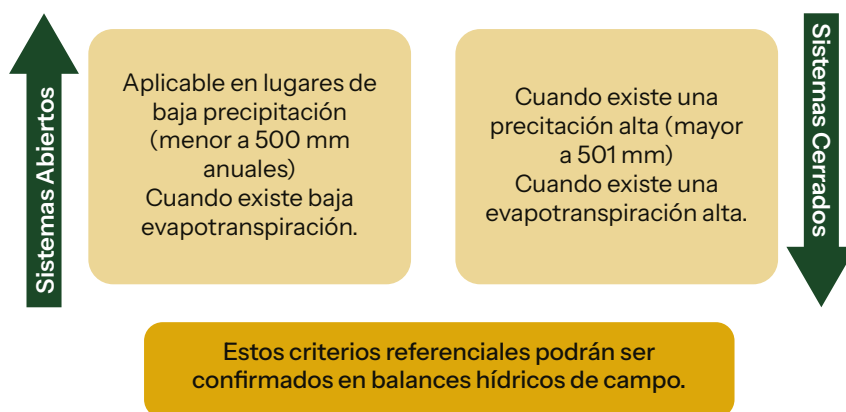 Sistemas Abiertos
Aplicable en lugares de
baja precipitación
(menor a 500 mm
anuales)
Cuando existe baja
evapotranspiración.
Cuando existe una
precitación alta (mayor
a 501 mm)
Cuando existe una
evapotranspiración alta.
Sistemas Cerrados
Estos criterios referenciales podrán ser
confirmados en balances hídricos de campo.